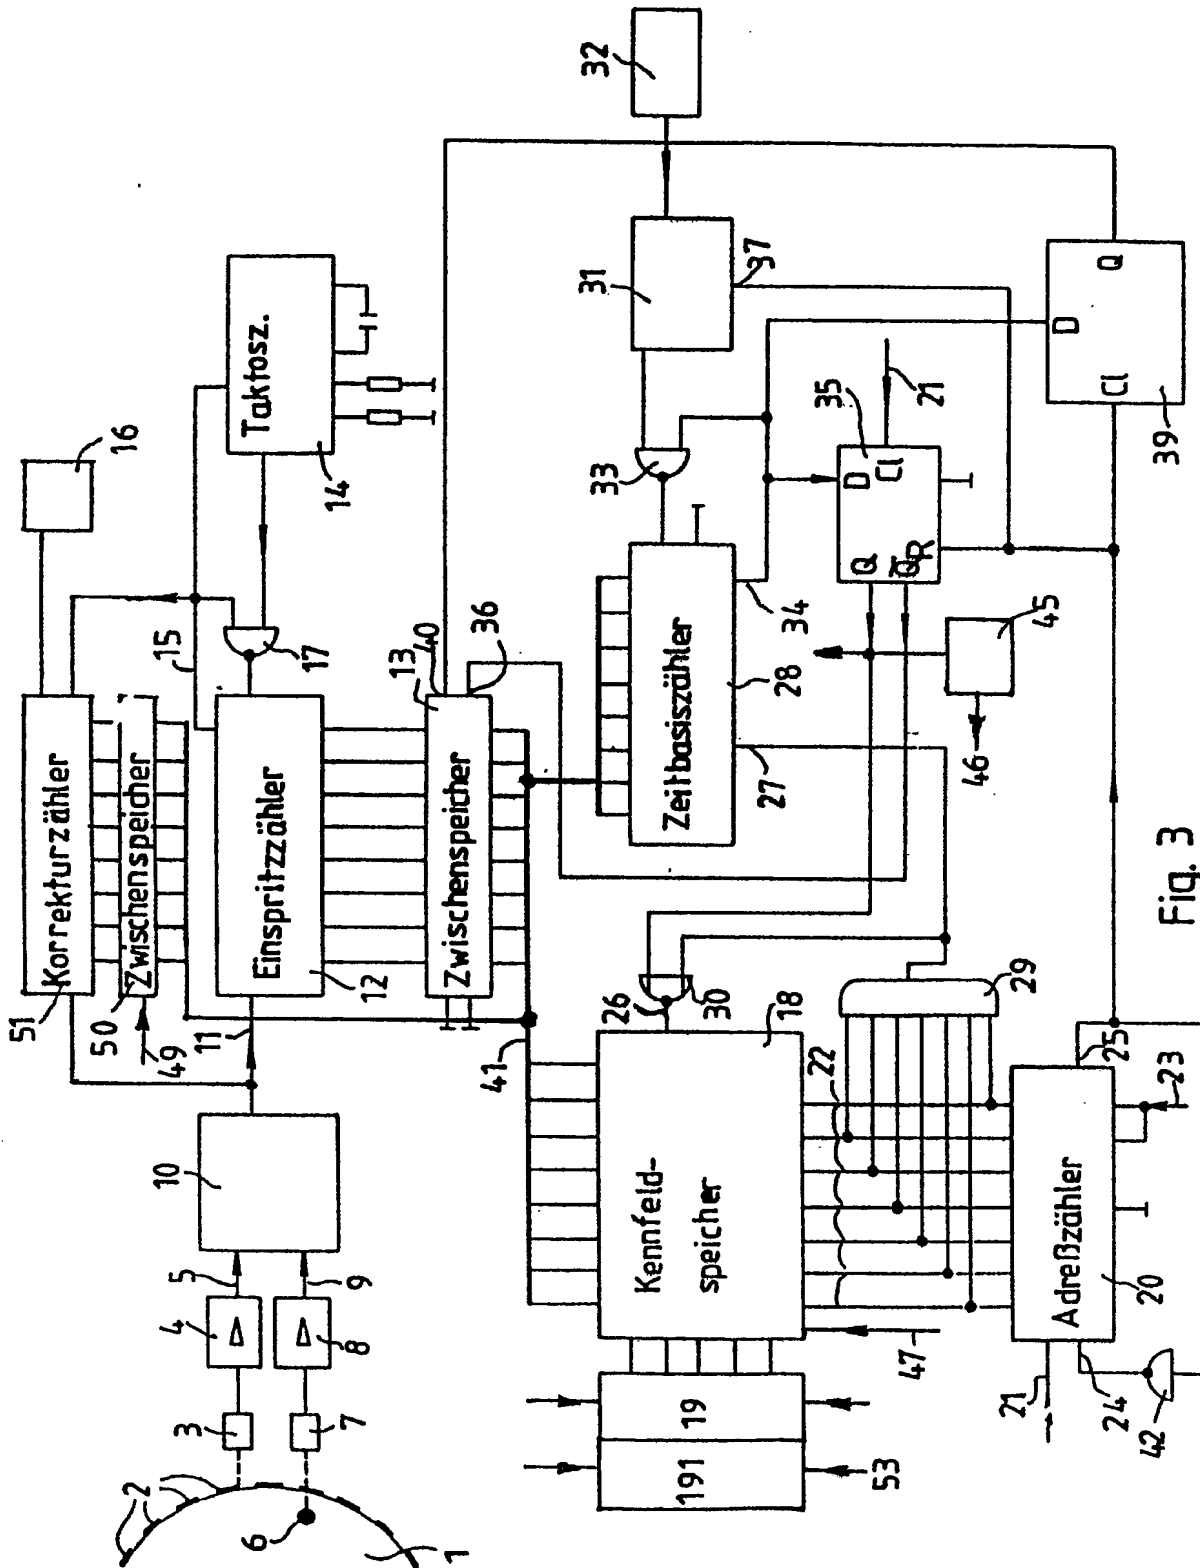 1
2
3
4
5
6
7
8
9
10
11
49
50
51
Korrekturzähler
Zwischenspeicher
Einspritzzähler
12
15
16
17
Taktosz.
14
13
Zwischenspeicher
40
36
41
26
30
18
Kennfeld-
speicher
19
191
53
47
22
29
Adreßzähler
20
21
24
42
25
23
Zeitbasiszähler
28
27
34
33
31
37
32
35
D
Cl
Q
Q̅
R
21
45
46
D
Q
Cl
39
Fig. 3